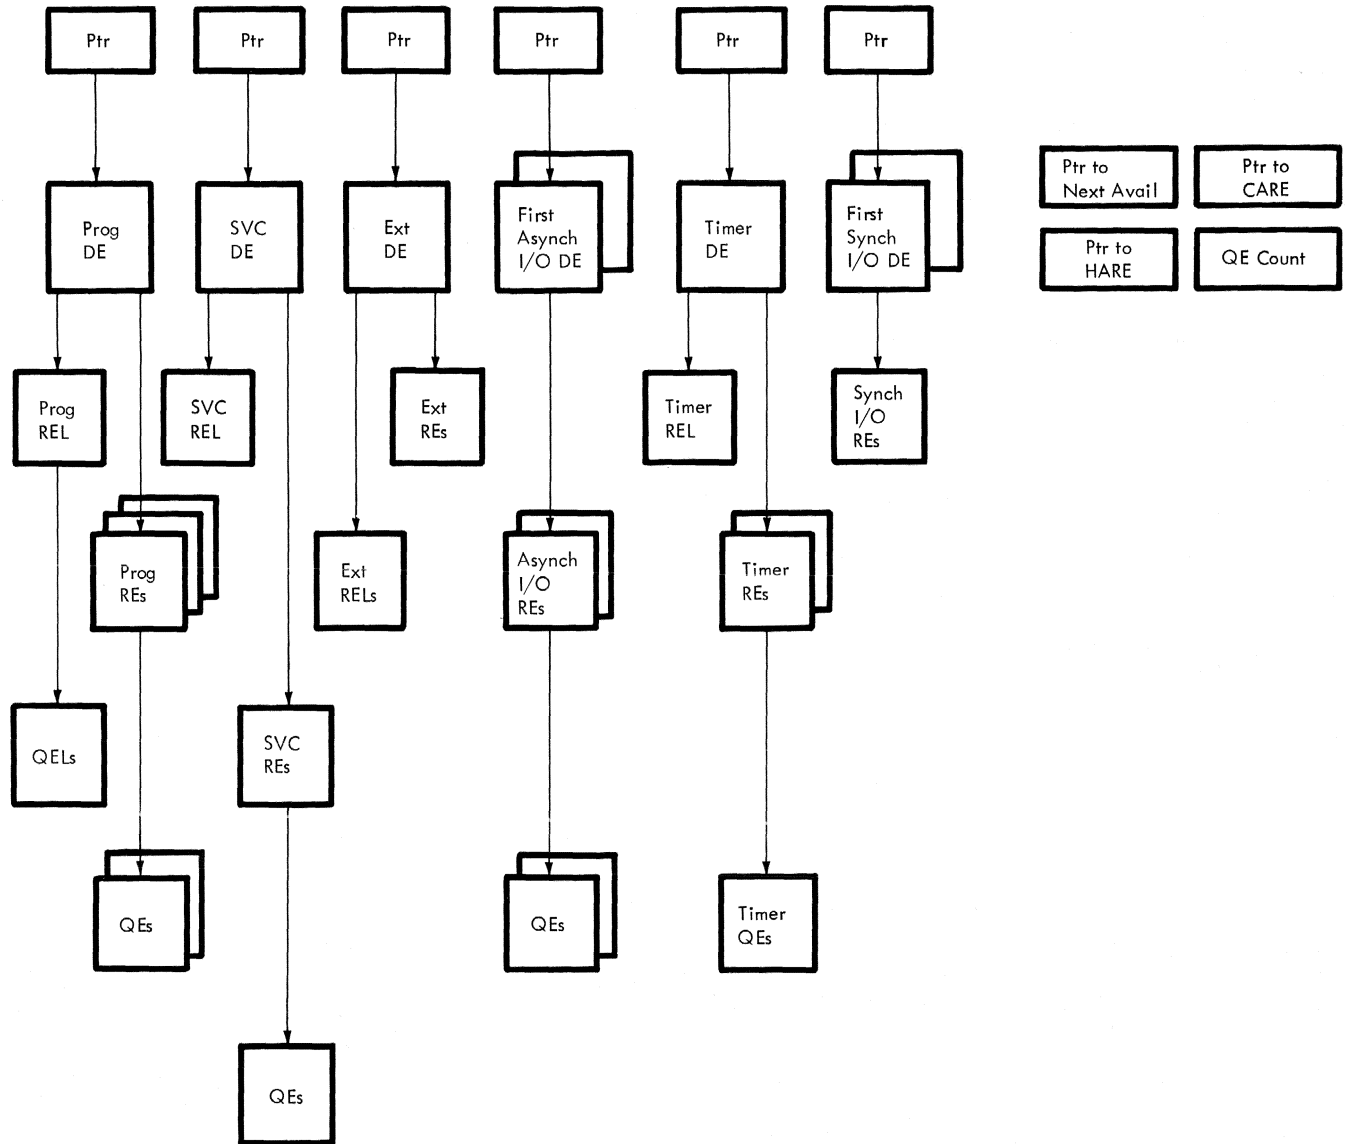 Ptr
Ptr
Ptr
Ptr
Ptr
Ptr
Prog
DE
SVC
DE
Ext
DE
First
Asynch
I/O DE
Timer
DE
First
Synch
I/O DE
Ptr to
Next Avail
Ptr to
CARE
Ptr to
HARE
QE Count
Prog
REL
SVC
REL
Ext
REs
Timer
REL
Synch
I/O
REs
Prog
REs
Ext
RELs
Asynch
I/O
REs
Timer
REs
QELs
SVC
REs
QEs
QEs
Timer
QEs
QEs